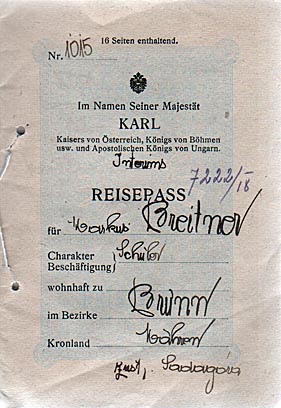 16 Seiten enthaltend.
Nr. 1015
Im Namen Seiner Majestät
KARL
Kaisers von Österreich, Königs von Böhmen
usw. und Apostolischen Königs von Ungarn.
Interims
7222/18
REISEPASS
für Markus Breitner
Charakter
Beschäftigung Schüler
wohnhaft zu Brünn
im Bezirke
Kronland Mähren
zust. Sadagóra